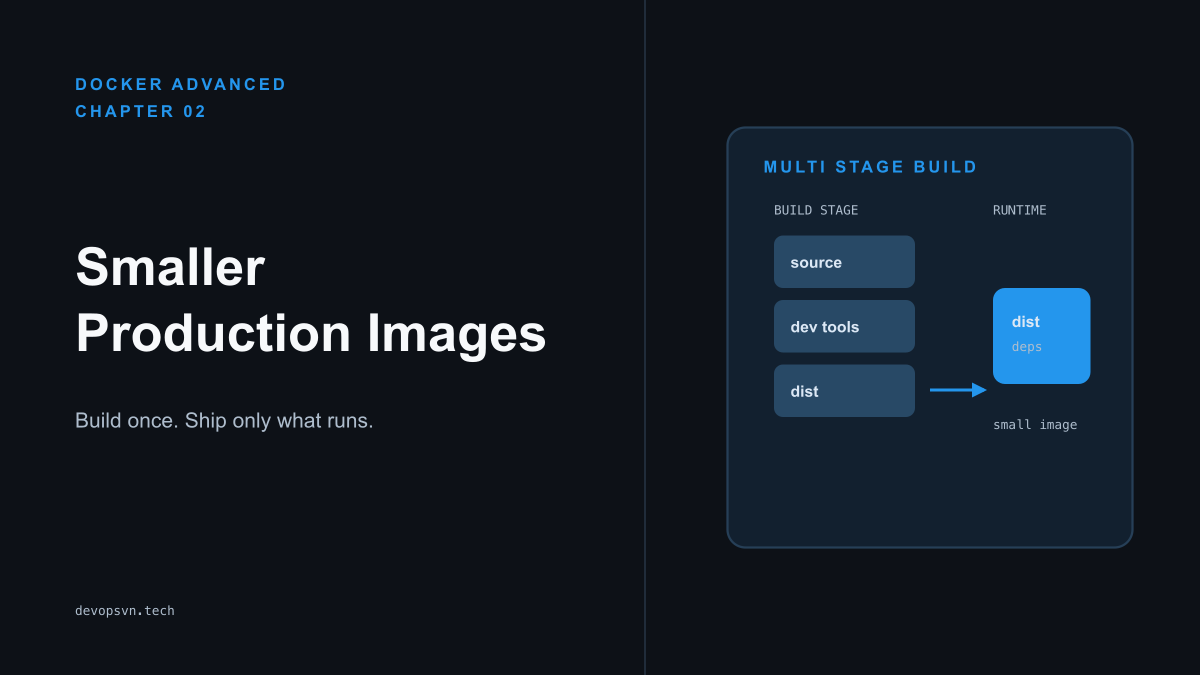 DOCKER ADVANCED
CHAPTER 02
Smaller
Production Images
Build once. Ship only what runs.
devopsvn.tech
MULTI STAGE BUILD
BUILD STAGE
RUNTIME
source
dev tools
dist
dist
deps
small image